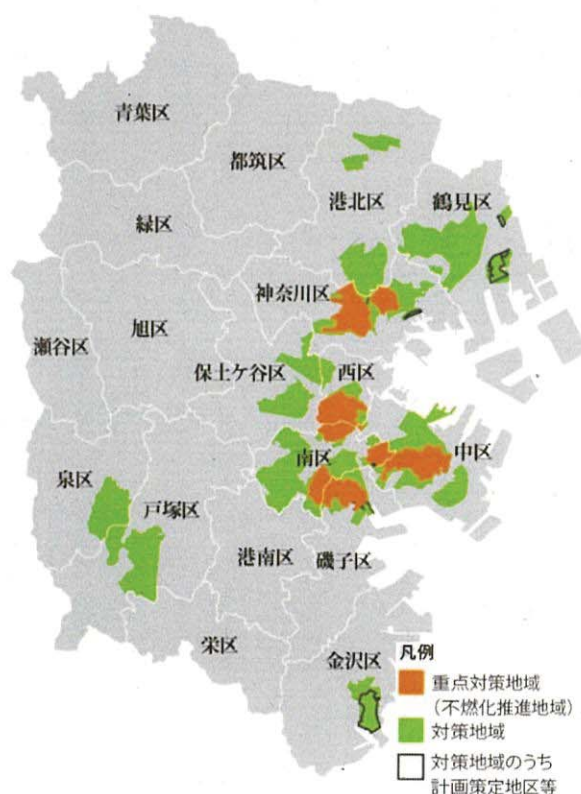 青葉区
都筑区
港北区
鶴見区
緑区
神奈川区
旭区
瀬谷区
保土ケ谷区
西区
泉区
戸塚区
南区
中区
港南区
磯子区
栄区
金沢区
凡例
重点対策地域
(不燃化推進地域)
対策地域
対策地域のうち
計画策定地区等